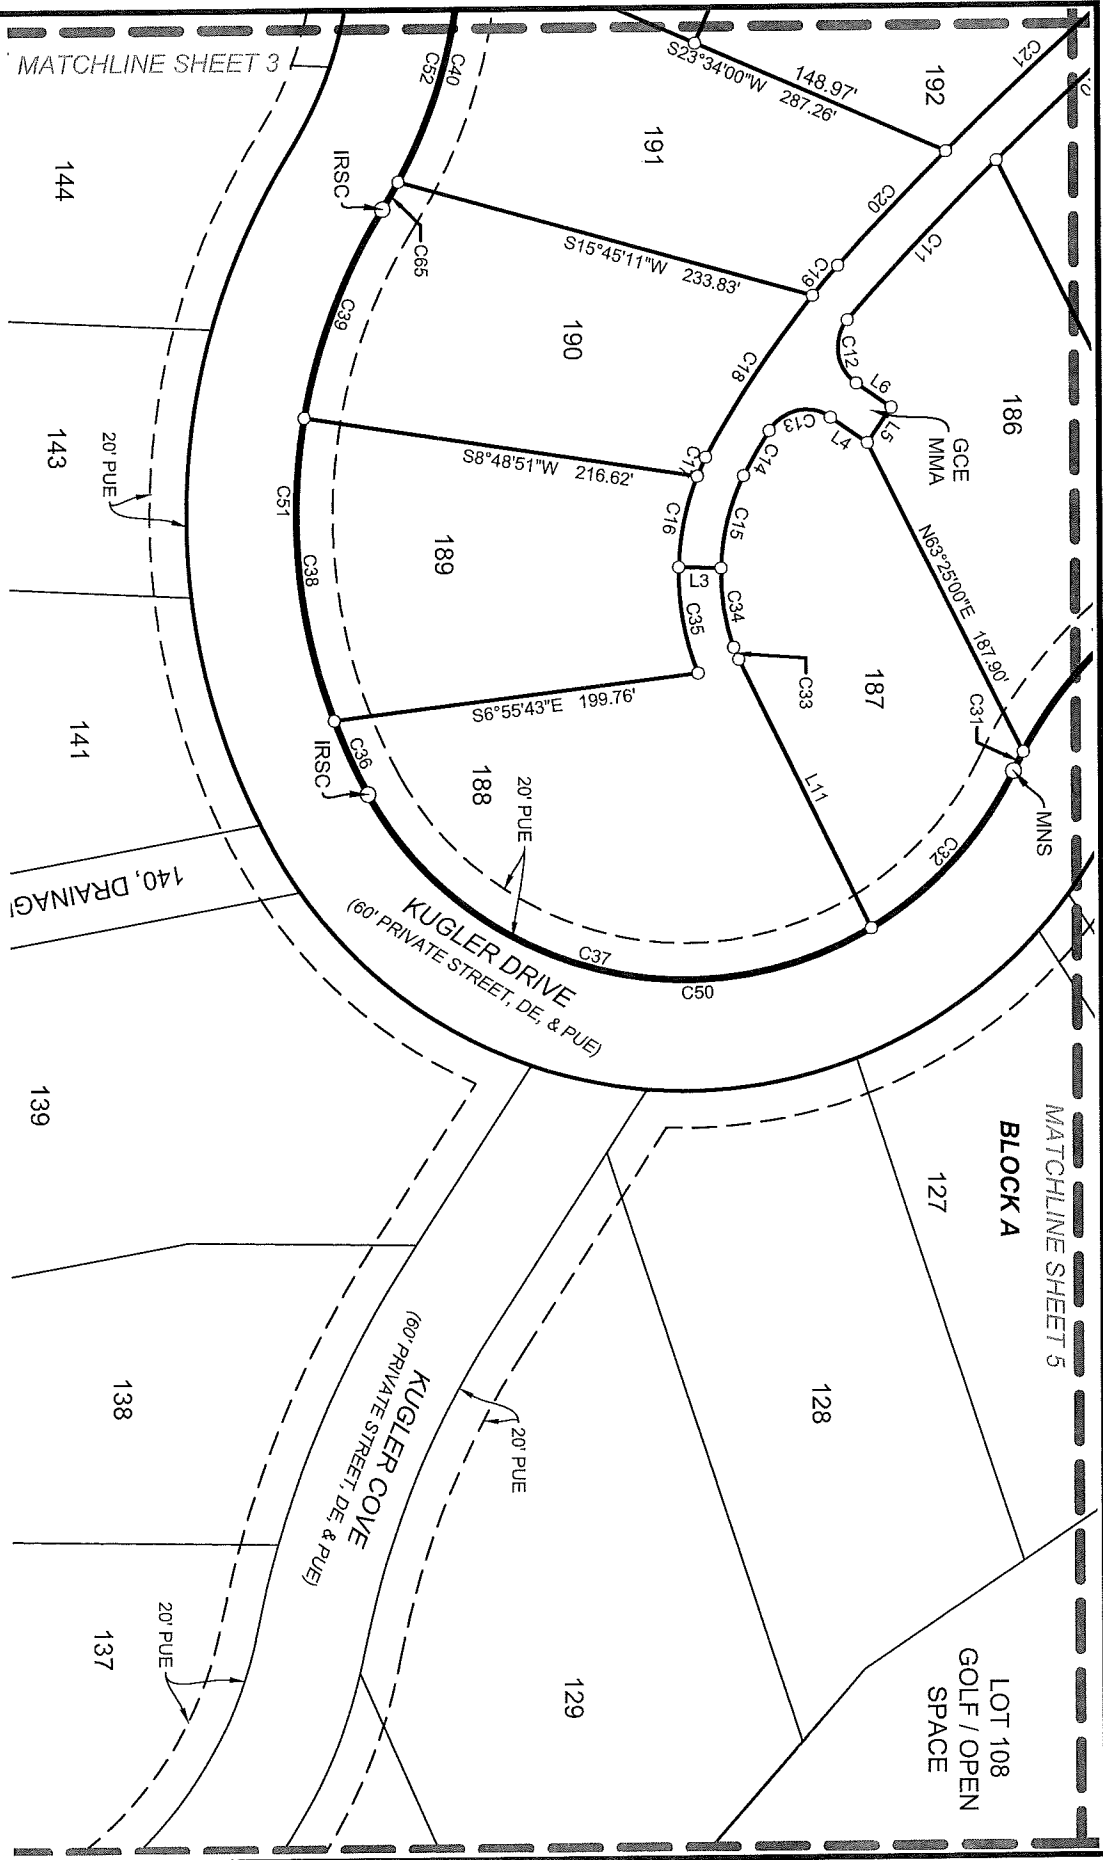 MATCHLINE SHEET 3
MATCHLINE SHEET 5
BLOCK A
LOT 108
GOLF / OPEN
SPACE
C21
192
148.97'
S23°34'00"W 287.26'
C40
C52
191
C20
C11
C19
IRSC
C65
S15°45'11"W 233.83'
144
C39
190
C18
C12
L6
L5
GCE
MMA
186
C13
L4
C14
C17
S8°48'51"W 216.62'
143
20' PUE
C51
C38
189
C16
C15
L3
C35
C34
C33
N63°25'00"E 187.90'
187
C31
MNS
S6°55'43"E 199.76'
141
IRSC
C36
188
20' PUE
L11
C32
140, DRAINAG
KUGLER DRIVE
(60' PRIVATE STREET, DE, & PUE)
C37
C50
139
127
138
KUGLER COVE
(60' PRIVATE STREET, DE, & PUE)
20' PUE
128
137
20' PUE
129